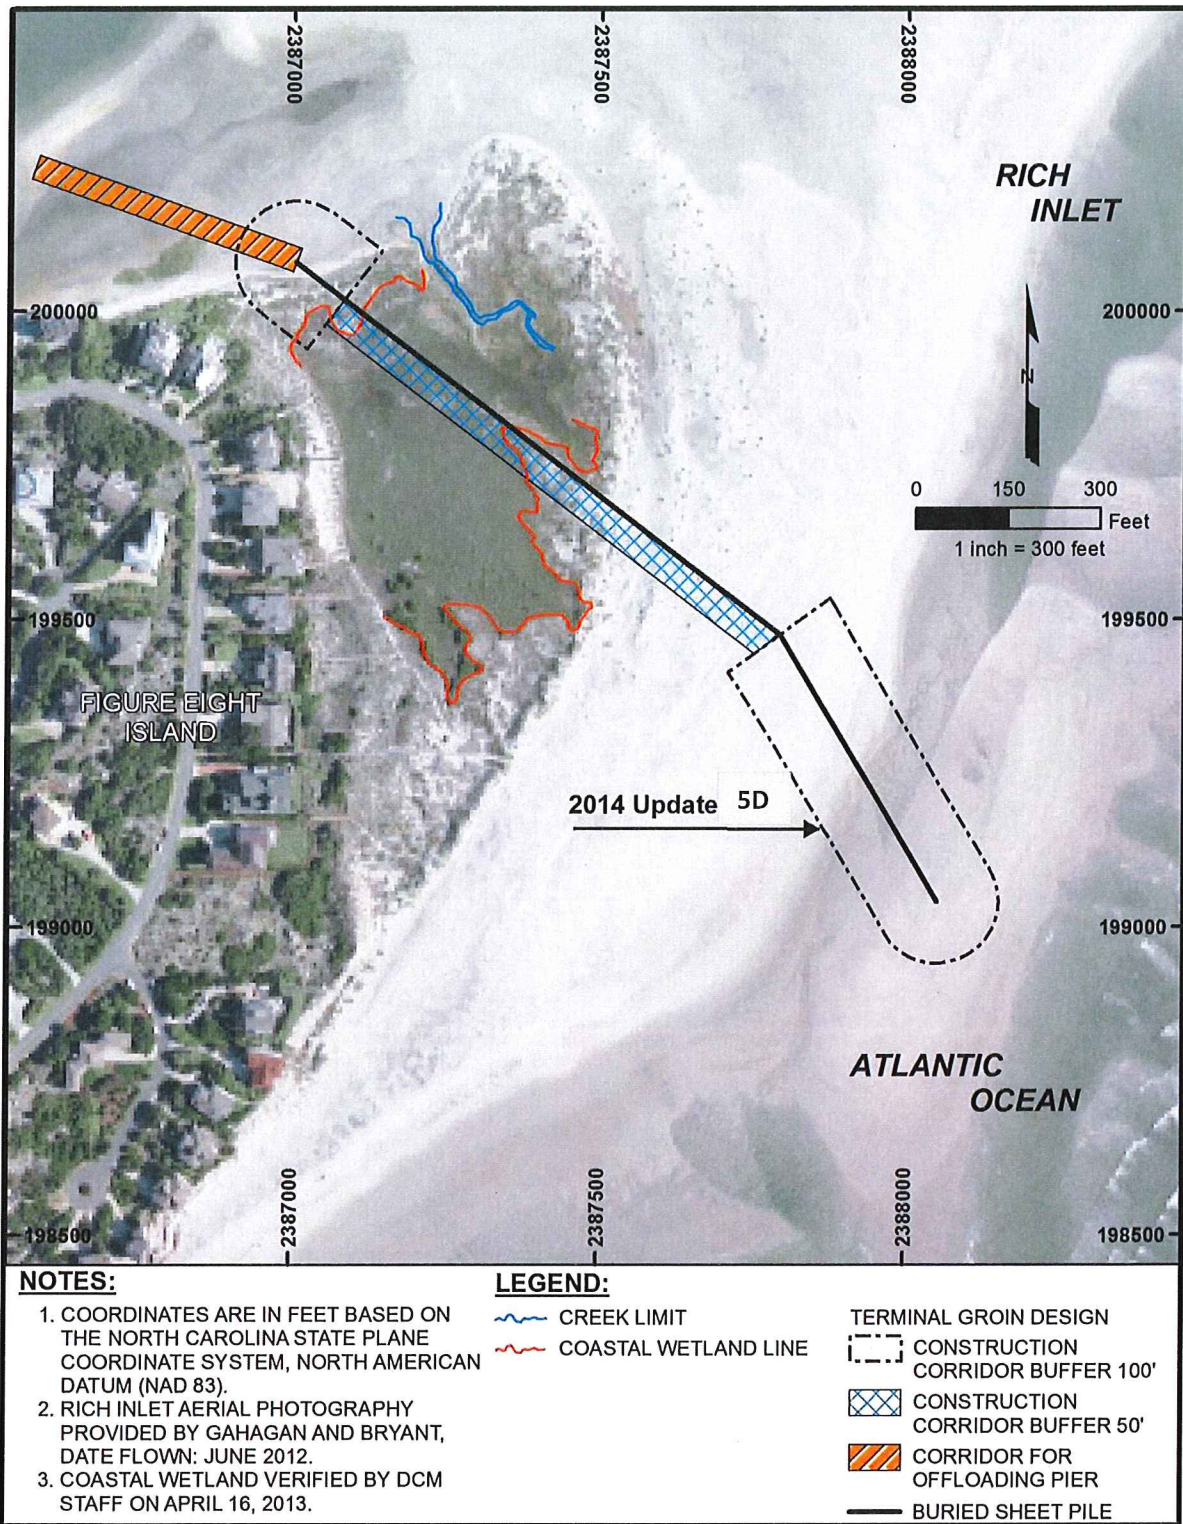 2387000
2387500
2388000
RICH
INLET
200000
200000
N
0 150 300
Feet
1 inch = 300 feet
199500
199500
FIGURE EIGHT
ISLAND
2014 Update 5D
199000
199000
ATLANTIC
OCEAN
2387000
2387500
2388000
198500
198500
NOTES:
1. COORDINATES ARE IN FEET BASED ON
THE NORTH CAROLINA STATE PLANE
COORDINATE SYSTEM, NORTH AMERICAN
DATUM (NAD 83).
2. RICH INLET AERIAL PHOTOGRAPHY
PROVIDED BY GAHAGAN AND BRYANT,
DATE FLOWN: JUNE 2012.
3. COASTAL WETLAND VERIFIED BY DCM
STAFF ON APRIL 16, 2013.
LEGEND:
CREEK LIMIT
COASTAL WETLAND LINE
TERMINAL GROIN DESIGN
CONSTRUCTION
CORRIDOR BUFFER 100'
CONSTRUCTION
CORRIDOR BUFFER 50'
CORRIDOR FOR
OFFLOADING PIER
BURIED SHEET PILE